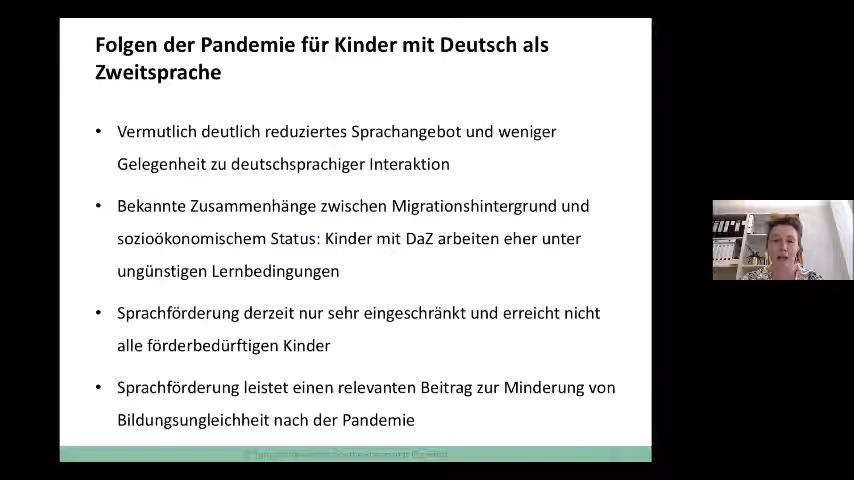 Folgen der Pandemie für Kinder mit Deutsch als
Zweitsprache
• Vermutlich deutlich reduziertes Sprachangebot und weniger
Gelegenheit zu deutschsprachiger Interaktion
• Bekannte Zusammenhänge zwischen Migrationshintergrund und
sozioökonomischem Status: Kinder mit DaZ arbeiten eher unter
ungünstigen Lernbedingungen
• Sprachförderung derzeit nur sehr eingeschränkt und erreicht nicht
alle förderbedürftigen Kinder
• Sprachförderung leistet einen relevanten Beitrag zur Minderung von
Bildungsungleichheit nach der Pandemie